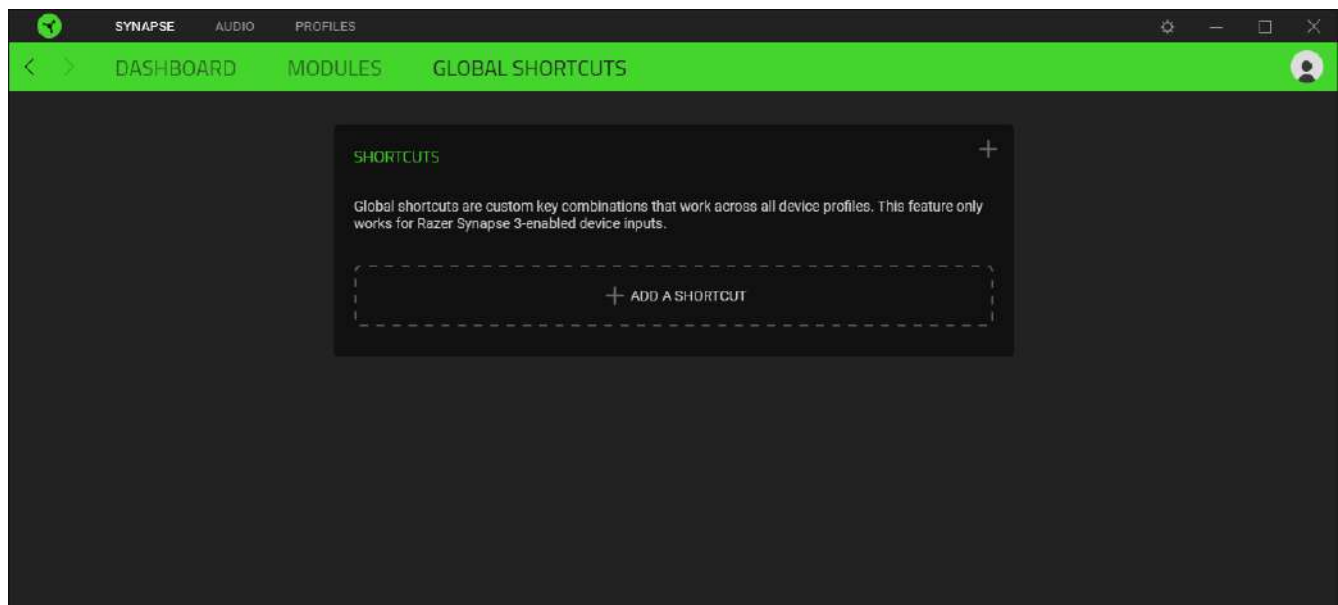 SYNAPSE AUDIO PROFILES
DASHBOARD MODULES GLOBAL SHORTCUTS
SHORTCUTS
Global shortcuts are custom key combinations that work across all device profiles. This feature only
works for Razer Synapse 3-enabled device inputs.
ADD A SHORTCUT